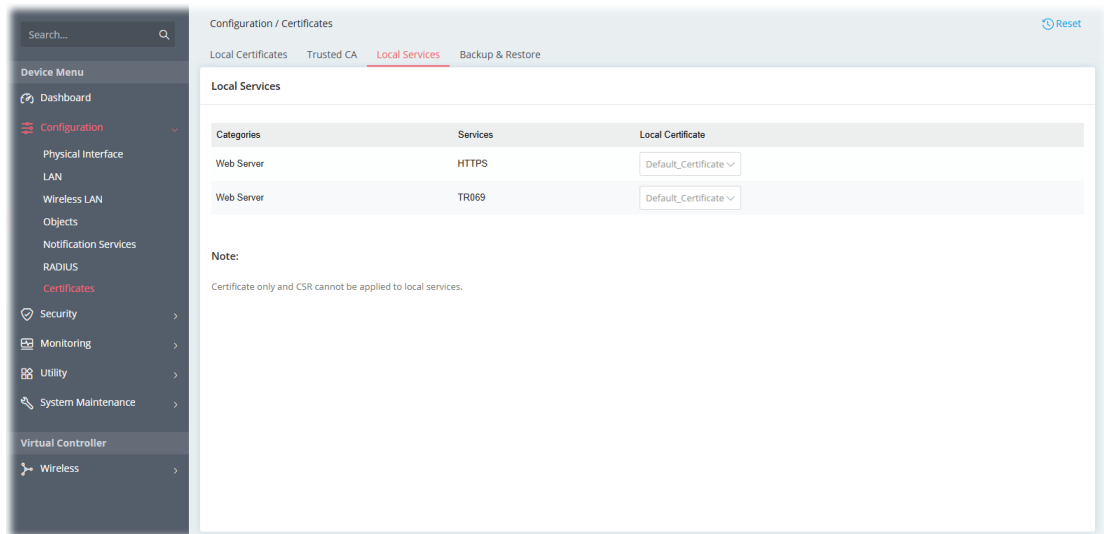 Search...
Device Menu
Dashboard
Configuration
Physical Interface
LAN
Wireless LAN
Objects
Notification Services
RADIUS
Certificates
Security
Monitoring
Utility
System Maintenance
Virtual Controller
Wireless
Configuration / Certificates
Reset
Local Certificates Trusted CA Local Services Backup & Restore
Local Services
Categories Services Local Certificate
Web Server HTTPS Default_Certificate
Web Server TR069 Default_Certificate
Note:
Certificate only and CSR cannot be applied to local services.